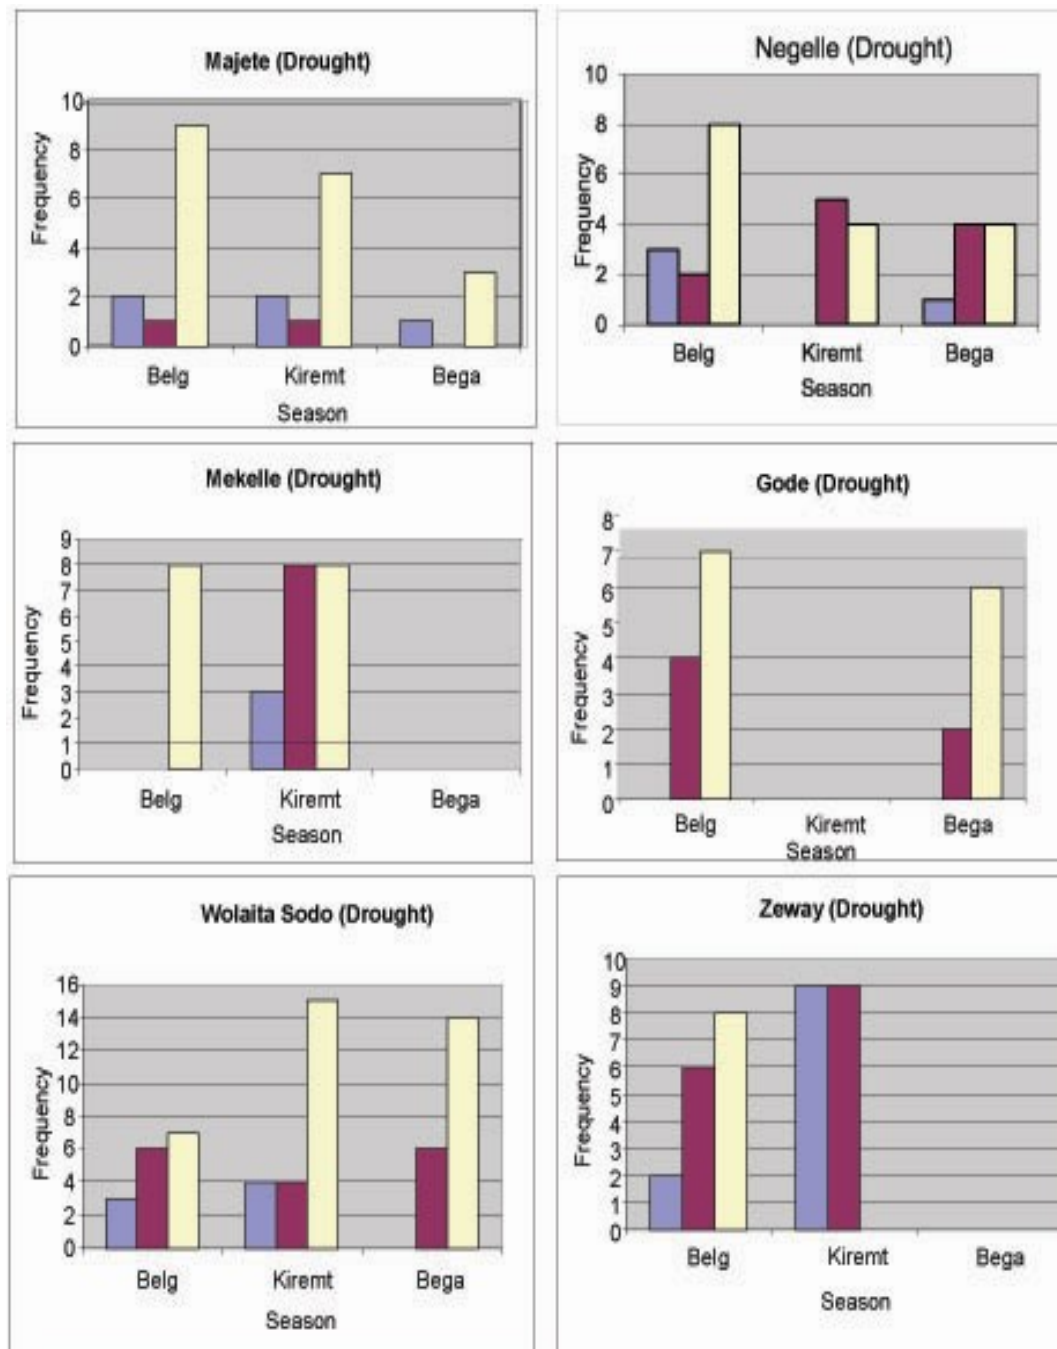 Majete (Drought)
10
8
6
4
2
0
Frequency
Belg Kiremt Bega
Season
Negelle (Drought)
10
8
6
4
2
0
Frequency
Belg Kiremt Bega
Season
Mekelle (Drought)
9
8
7
6
5
4
3
2
1
0
Frequency
Belg Kiremt Bega
Season
Gode (Drought)
8
7
6
5
4
3
2
1
0
Frequency
Belg Kiremt Bega
Season
Wolaita Sodo (Drought)
16
14
12
10
8
6
4
2
0
Frequency
Belg Kiremt Bega
Season
Zeway (Drought)
10
9
8
7
6
5
4
3
2
1
0
Frequency
Belg Kiremt Bega
Season